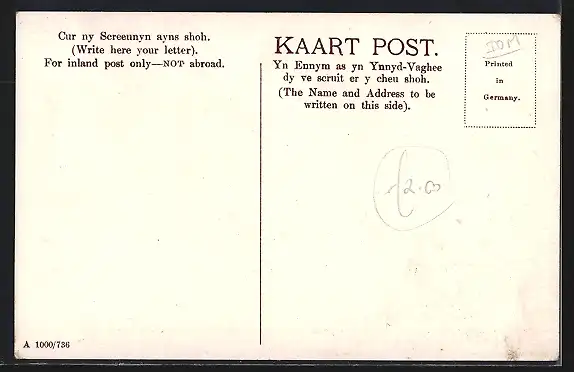 Cur ny Screeunyn ayns shoh.
(Write here your letter).
For inland post only—NOT abroad.
KAART POST.
Yn Ennym as yn Ynnyd-Vaghee
dy ve scruit er y cheu shoh.
(The Name and Address to be
written on this side).
IOM
Printed
in
Germany.
£2.00
A 1000/736